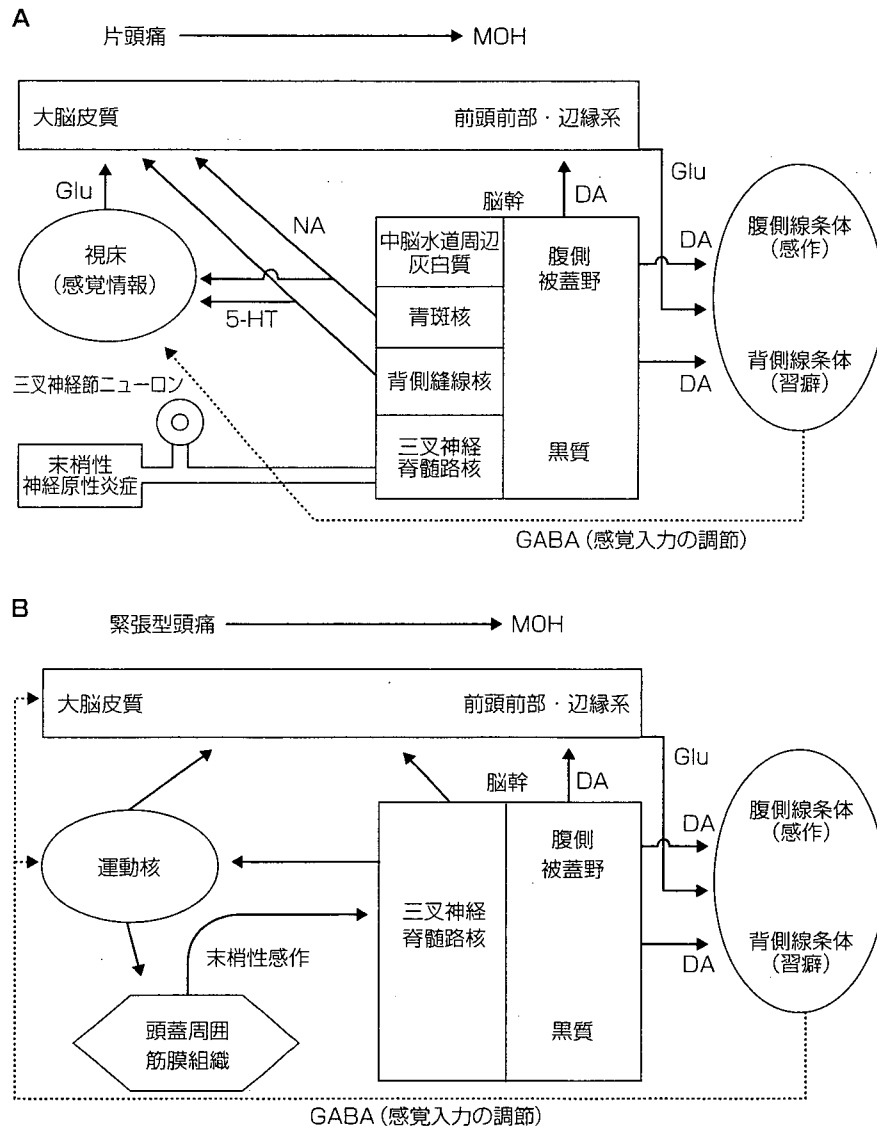 A
片頭痛 MOH
大脳皮質 前頭前部・辺縁系
Glu
NA
脳幹
DA
Glu
視床
(感覚情報)
中脳水道周辺
灰白質
腹側
被蓋野
DA
腹側線条体
(感作)
5-HT
青斑核
三叉神経節ニューロン
背側縫線核
DA
背側線条体
(習癖)
末梢性
神経原性炎症
三叉神経
脊髄路核
黒質
GABA(感覚入力の調節)
B
緊張型頭痛 MOH
大脳皮質 前頭前部・辺縁系
脳幹
DA
Glu
運動核
腹側
被蓋野
DA
腹側線条体
(感作)
三叉神経
脊髄路核
末梢性感作
DA
背側線条体
(習癖)
頭蓋周囲
筋膜組織
黒質
GABA(感覚入力の調節)